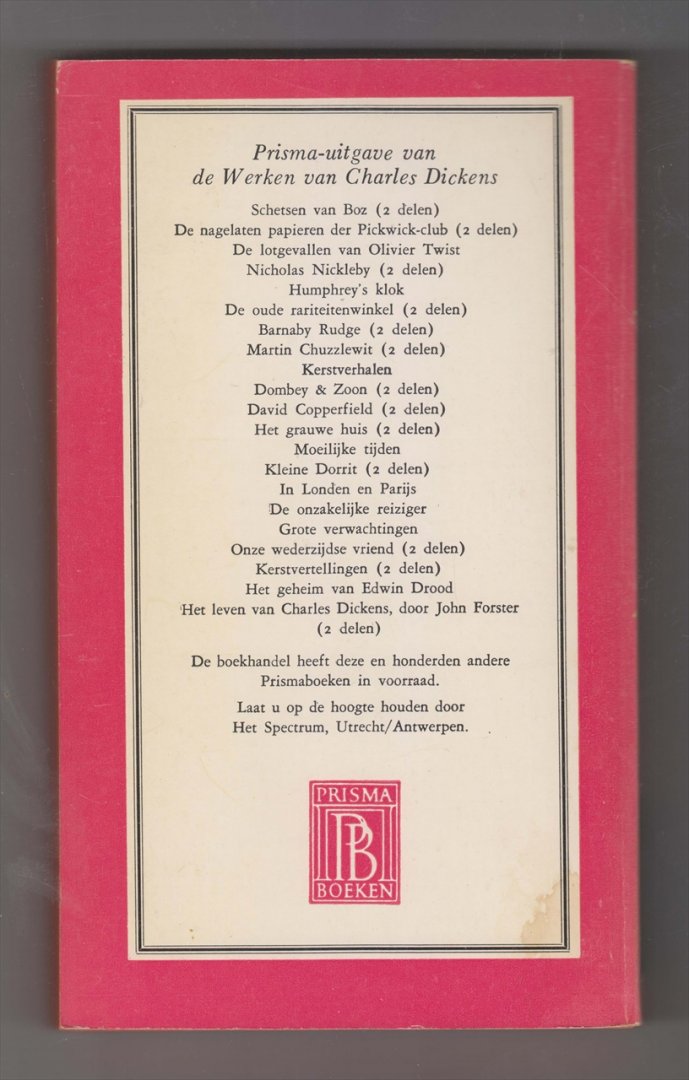 Prisma-uitgave van
de Werken van Charles Dickens
Schetsen van Boz (2 delen)
De nagelaten papieren der Pickwick-club (2 delen)
De lotgevallen van Olivier Twist
Nicholas Nickleby (2 delen)
Humphrey's klok
De oude rariteitenwinkel (2 delen)
Barnaby Rudge (2 delen)
Martin Chuzzlewit (2 delen)
Kerstverhalen
Dombey & Zoon (2 delen)
David Copperfield (2 delen)
Het grauwe huis (2 delen)
Moeilijke tijden
Kleine Dorrit (2 delen)
In Londen en Parijs
De onzakelijke reiziger
Grote verwachtingen
Onze wederzijdse vriend (2 delen)
Kerstvertellingen (2 delen)
Het geheim van Edwin Drood
Het leven van Charles Dickens, door John Forster
(2 delen)
De boekhandel heeft deze en honderden andere
Prismaboeken in voorraad.
Laat u op de hoogte houden door
Het Spectrum, Utrecht/Antwerpen.
PRISMA
PB
BOEKEN